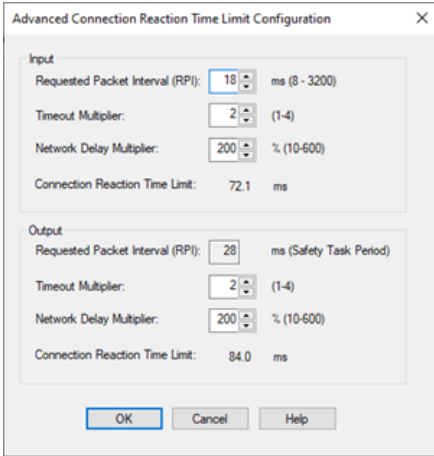 Advanced Connection Reaction Time Limit Configuration
Input
Requested Packet Interval (RPI): 18 ms (8 - 3200)
Timeout Multiplier: 2 (1-4)
Network Delay Multiplier: 200 % (10-600)
Connection Reaction Time Limit: 72.1 ms
Output
Requested Packet Interval (RPI): 28 ms (Safety Task Period)
Timeout Multiplier: 2 (1-4)
Network Delay Multiplier: 200 % (10-600)
Connection Reaction Time Limit: 84.0 ms
OK Cancel Help